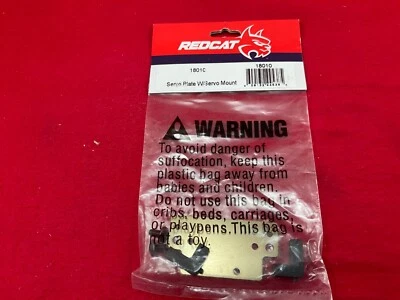 REDCAT
18010
18010
Servo Plate W/Servo Mount
WARNING
To avoid danger of
suffocation, keep this
plastic bag away from
babies and children.
Do not use this bag in
cribs, beds, carriages,
or playpens. This bag is
not a toy.